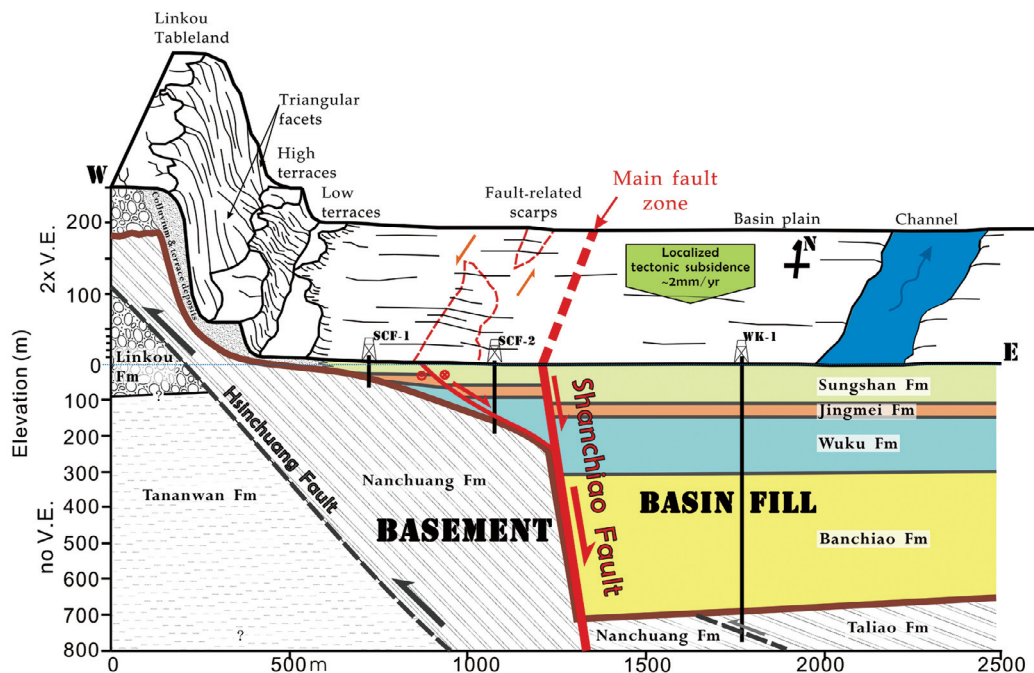 Linkou
Tableland
Triangular
facets
High
terraces
Low
terraces
Fault-related
scarps
Main fault
zone
Basin plain
Channel
W
N
E
Colluvium & terrace deposits
Localized
tectonic subsidence
~2mm/yr
SCF-1
SCF-2
WK-1
2x V.E.
Elevation (m)
no V.E.
200
100
0
100
200
300
400
500
600
700
800
Linkou
Fm
?
Hsinchuang Fault
Tananwan Fm
?
Nanchuang Fm
BASEMENT
Shanchiao Fault
BASIN FILL
Sungshan Fm
Jingmei Fm
Wuku Fm
Banchiao Fm
Taliao Fm
Nanchuang Fm
0
500m
1000
1500
2000
2500